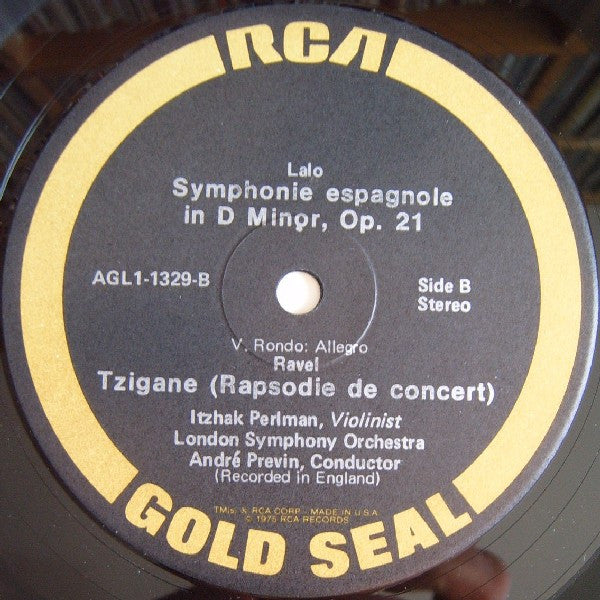 RCA
Lalo
Symphonie espagnole
in D Minor, Op. 21
AGL1-1329-B
Side B
Stereo
V. Rondo: Allegro
Ravel
Tzigane (Rapsodie de concert)
Itzhak Perlman, Violinist
London Symphony Orchestra
André Previn, Conductor
(Recorded in England)
TM(s) & RCA CORP - MADE IN U.S.A
© 1975 RCA RECORDS
GOLD SEAL